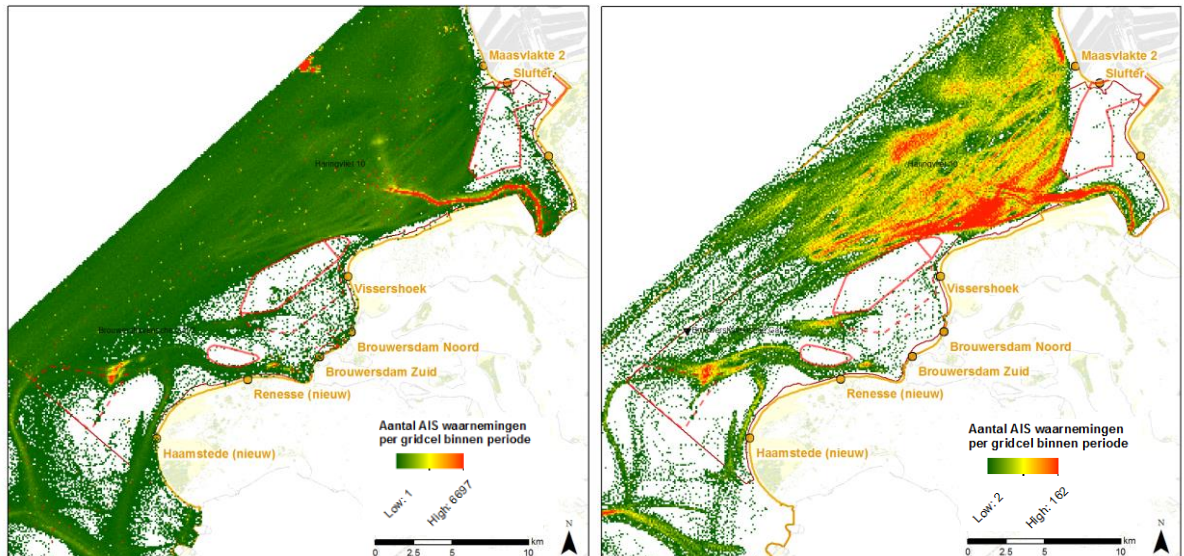 Maasvlakte 2
Slufter
Haringvliet 10
Vissershoek
Brouwersdam Noord
Brouwersdam Zuid
Renesse (nieuw)
Haamstede (nieuw)
Aantal AIS waarnemingen
per gridcel binnen periode
Low: 1
High: 6697
N
km
0 2.5 5 10
Maasvlakte 2
Slufter
Vissershoek
Brouwersdam Noord
Brouwersdam Zuid
Renesse (nieuw)
Haamstede (nieuw)
Aantal AIS waarnemingen
per gridcel binnen periode
Low: 2
High: 162
N
km
0 2.5 5 10